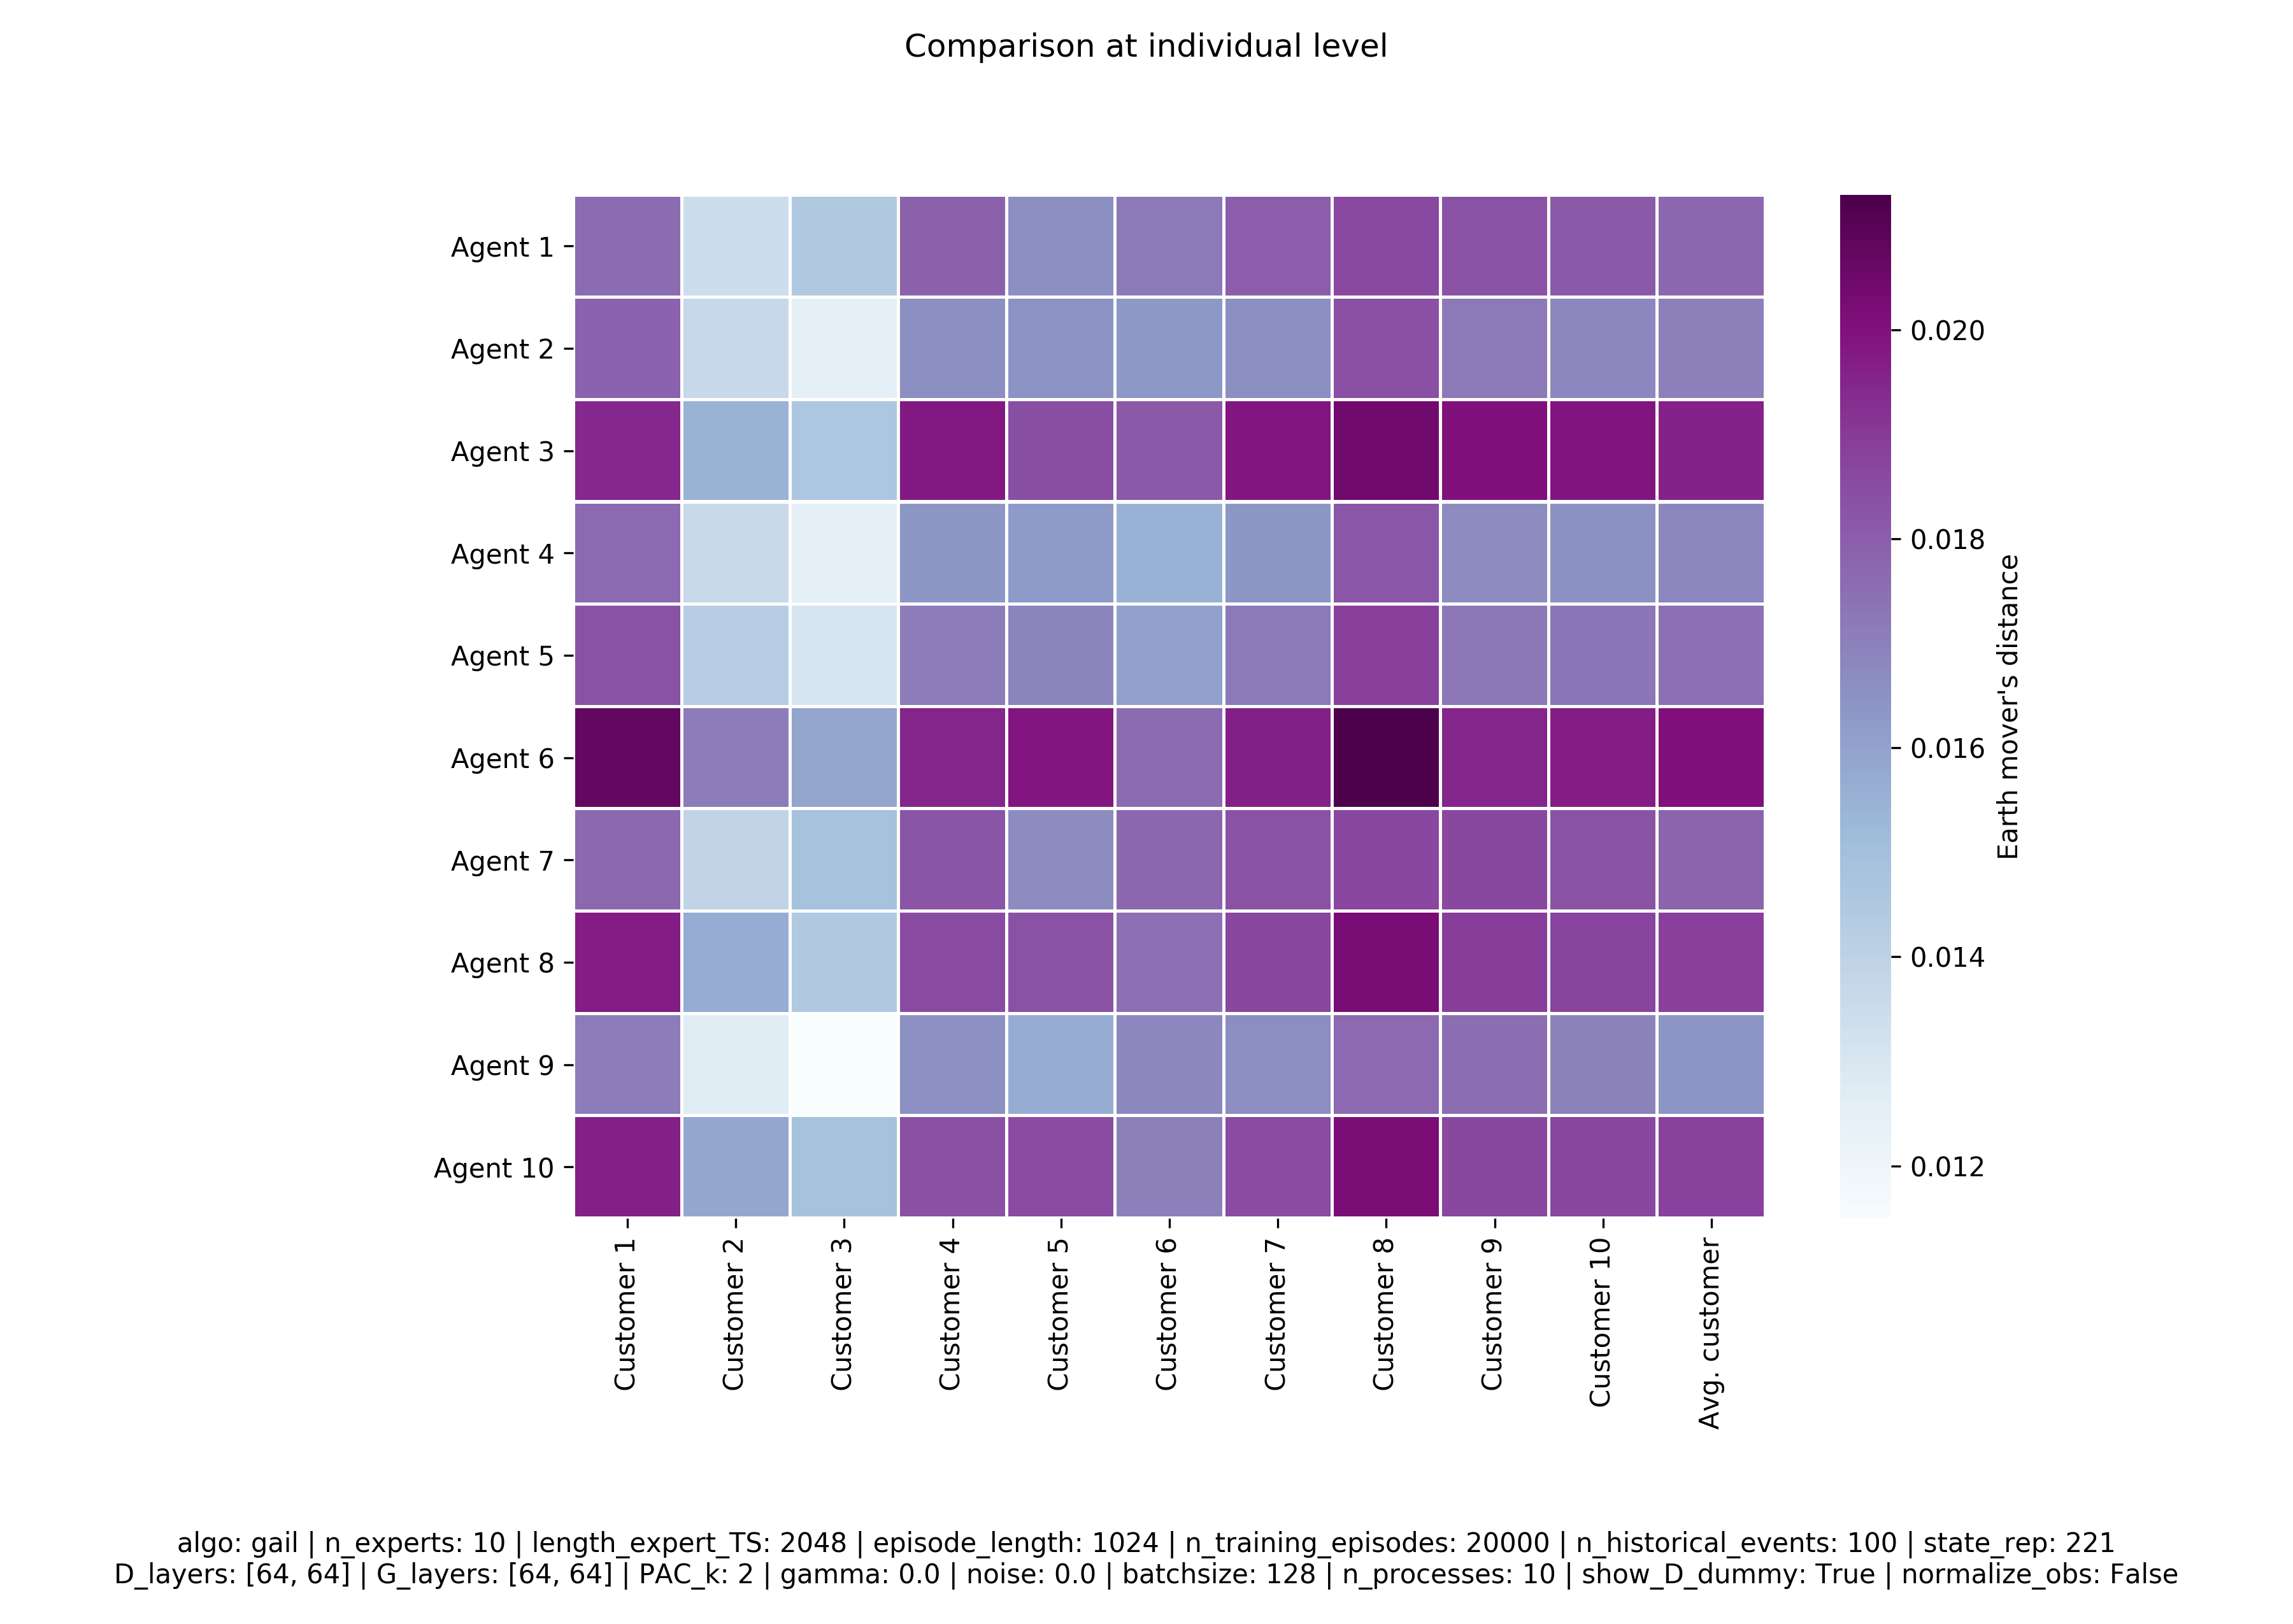 Comparison at individual level
Agent 1
Agent 2
Agent 3
Agent 4
Agent 5
Agent 6
Agent 7
Agent 8
Agent 9
Agent 10
Customer 1
Customer 2
Customer 3
Customer 4
Customer 5
Customer 6
Customer 7
Customer 8
Customer 9
Customer 10
Avg. customer
0.020
0.018
0.016
0.014
0.012
Earth mover's distance
algo: gail | n_experts: 10 | length_expert_TS: 2048 | episode_length: 1024 | n_training_episodes: 20000 | n_historical_events: 100 | state_rep: 221
D_layers: [64, 64] | G_layers: [64, 64] | PAC_k: 2 | gamma: 0.0 | noise: 0.0 | batchsize: 128 | n_processes: 10 | show_D_dummy: True | normalize_obs: False